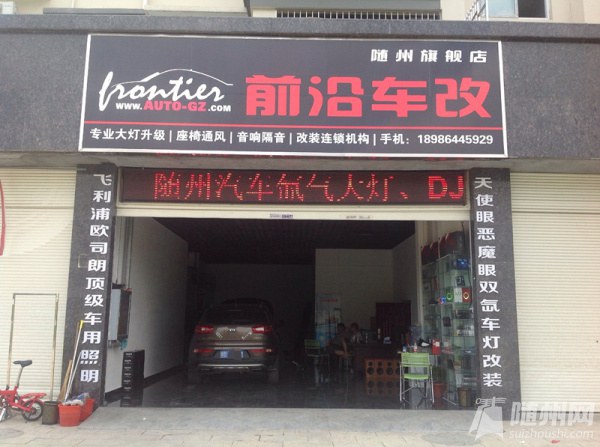 随州旗舰店
frontier
www.AUTO-GZ.com
前沿车改
专业大灯升级 | 座椅通风 | 音响隔音 | 改装连锁机构 | 手机：18986445929
随州汽车氙气大灯、DJ
飞利浦欧司朗顶级车用照明
天使眼恶魔眼双氙车灯改装
随州网
suizhoushi.com